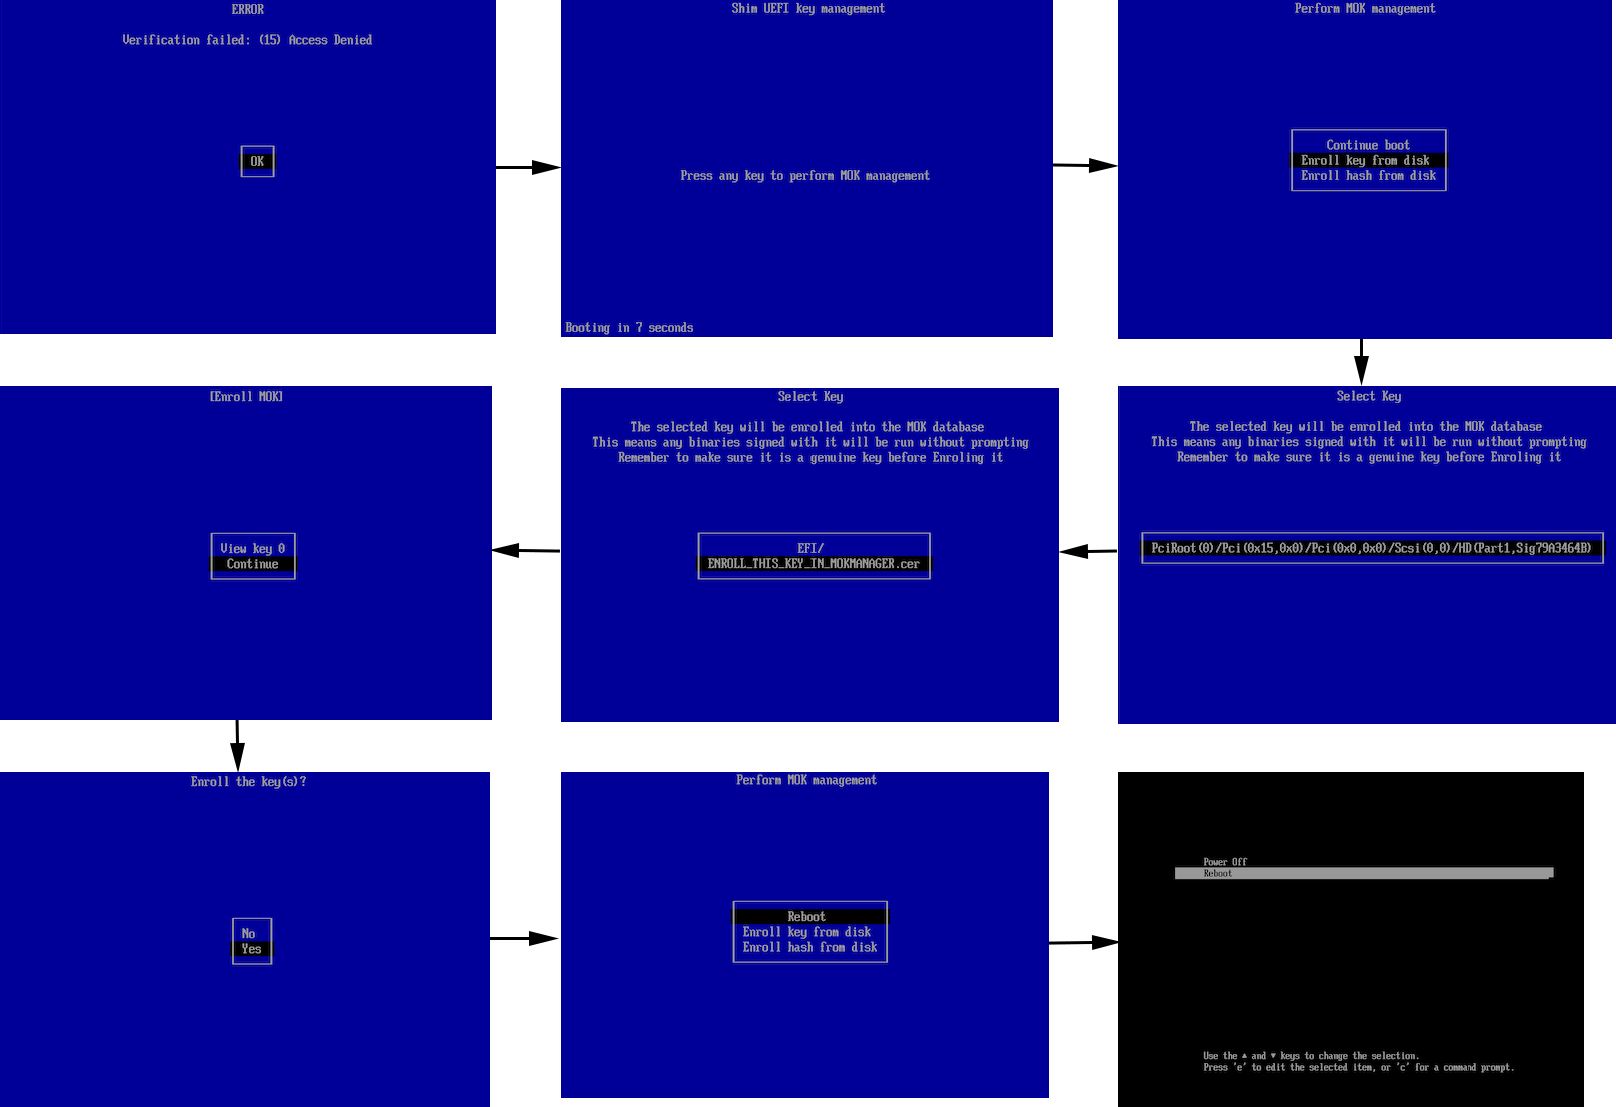 ERROR
Verification failed: (15) Access Denied
OK
Shim UEFI key management
Press any key to perform MOK management
Booting in 7 seconds
Perform MOK management
Continue boot
Enroll key from disk
Enroll hash from disk
Select Key
The selected key will be enrolled into the MOK database
This means any binaries signed with it will be run without prompting
Remember to make sure it is a genuine key before Enroling it
PciRoot(0)/Pci(0x15,0x0)/Pci(0x0,0x0)/Scsi(0,0)/HD(Part1,Sig79A3464B)
Select Key
The selected key will be enrolled into the MOK database
This means any binaries signed with it will be run without prompting
Remember to make sure it is a genuine key before Enroling it
EFI/
ENROLL_THIS_KEY_IN_MOKMANAGER.cer
[Enroll MOK]
View key 0
Continue
Enroll the key(s)?
No
Yes
Perform MOK management
Reboot
Enroll key from disk
Enroll hash from disk
Power Off
Reboot
Use the ▲ and ▼ keys to change the selection.
Press 'e' to edit the selected item, or 'c' for a command prompt.